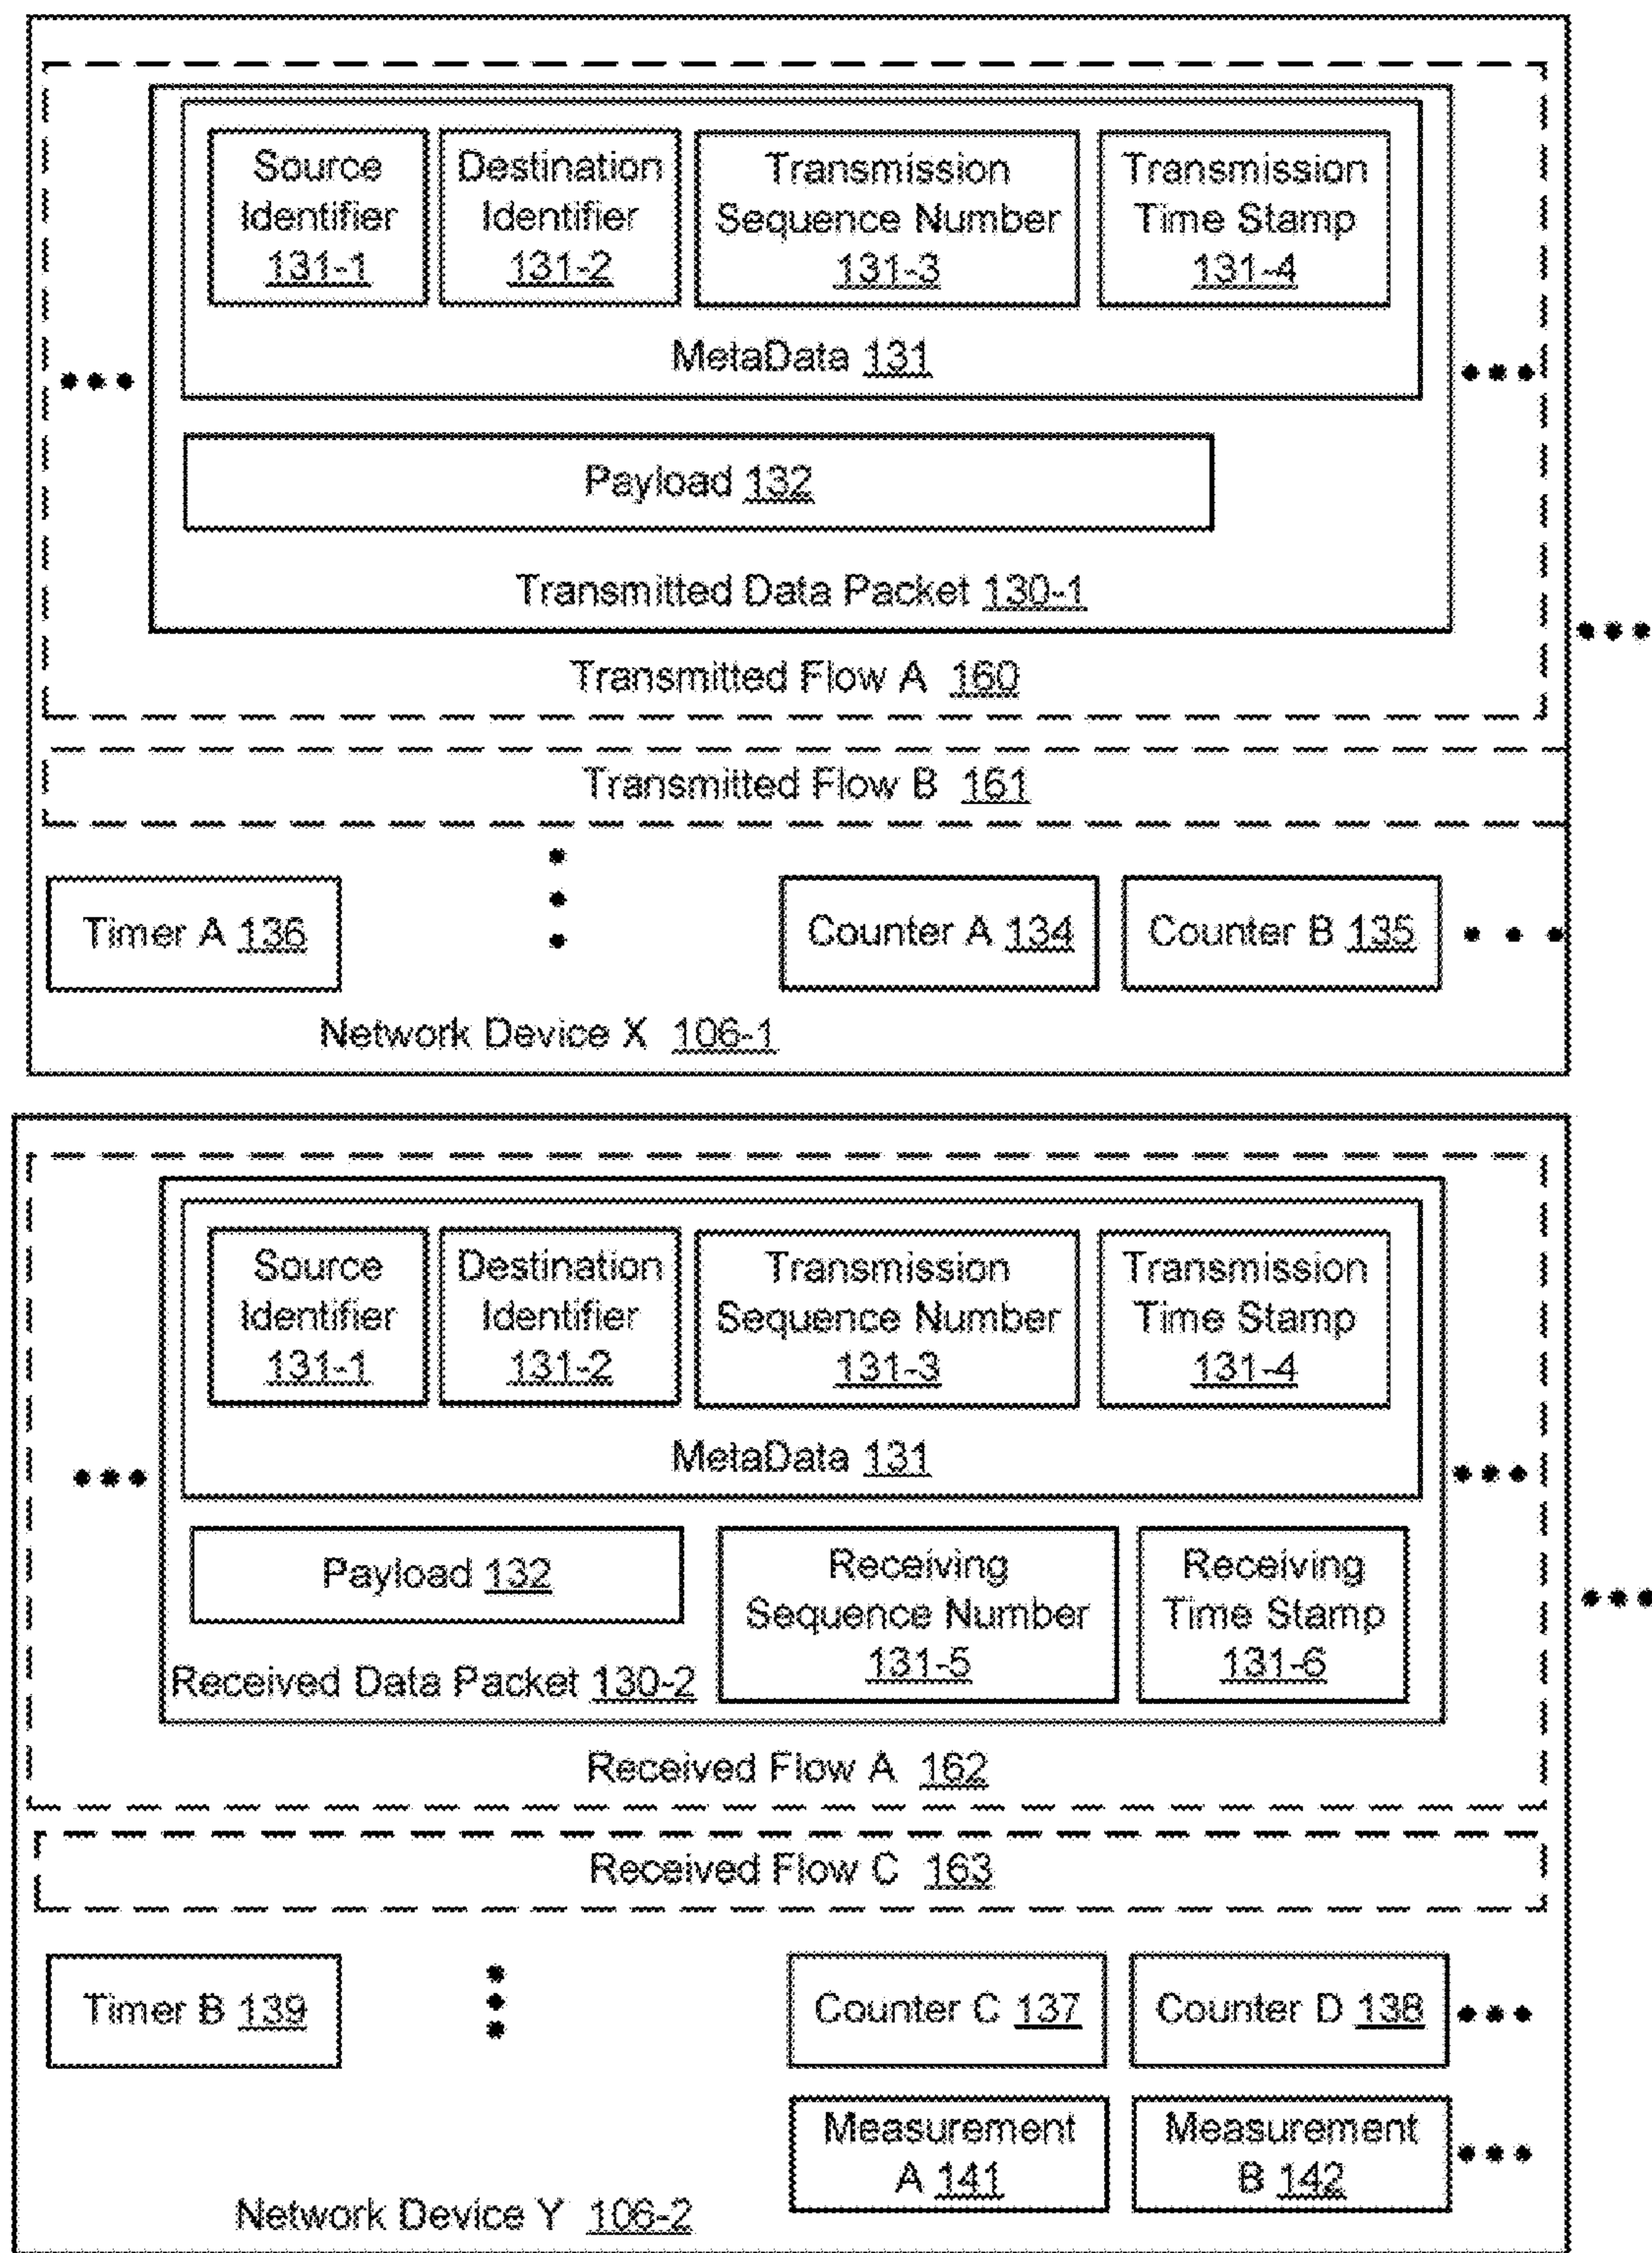 Source
Identifier
131-1
Destination
Identifier
131-2
Transmission
Sequence Number
131-3
Transmission
Time Stamp
131-4
MetaData 131
Payload 132
Transmitted Data Packet 130-1
Transmitted Flow A 160
Transmitted Flow B 161
Timer A 136
Counter A 134
Counter B 135
Network Device X 106-1
Source
Identifier
131-1
Destination
Identifier
131-2
Transmission
Sequence Number
131-3
Transmission
Time Stamp
131-4
MetaData 131
Payload 132
Receiving
Sequence Number
131-5
Receiving
Time Stamp
131-6
Received Data Packet 130-2
Received Flow A 162
Received Flow C 163
Timer B 139
Counter C 137
Counter D 138
Measurement
A 141
Measurement
B 142
Network Device Y 106-2